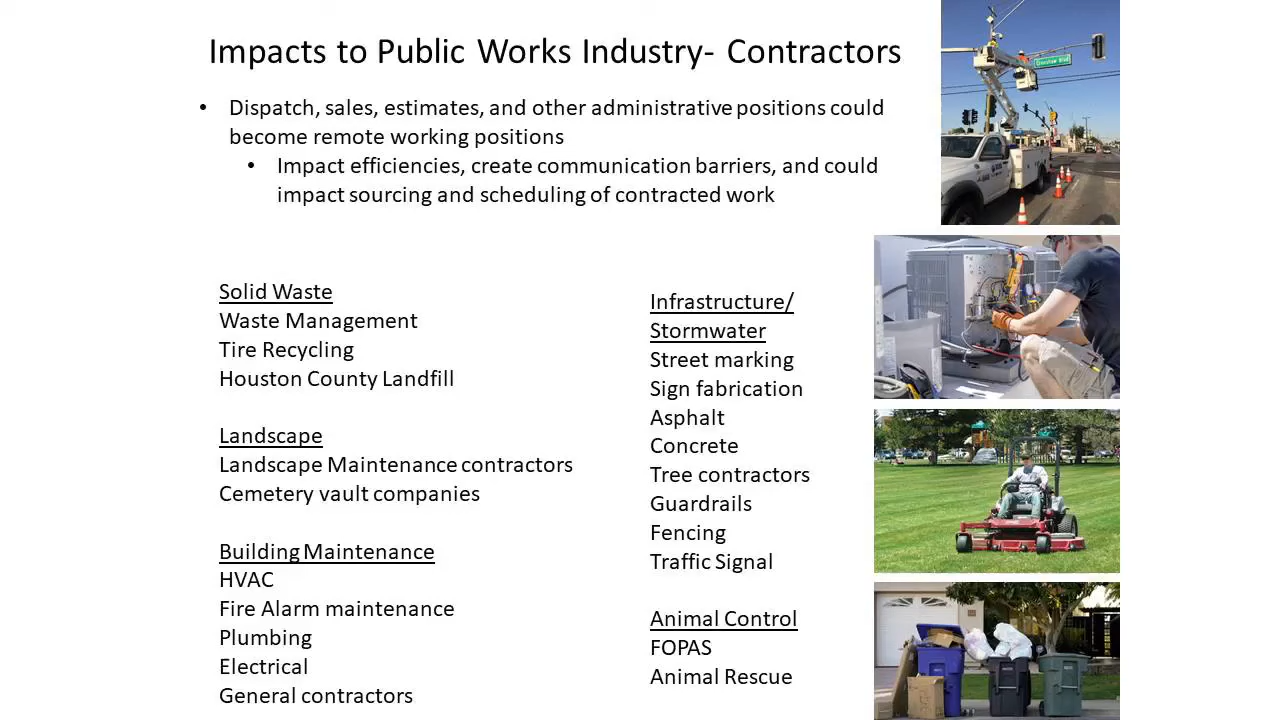 Impacts to Public Works Industry- Contractors
• Dispatch, sales, estimates, and other administrative positions could
become remote working positions
• Impact efficiencies, create communication barriers, and could
impact sourcing and scheduling of contracted work
Solid Waste
Waste Management
Tire Recycling
Houston County Landfill
Landscape
Landscape Maintenance contractors
Cemetery vault companies
Building Maintenance
HVAC
Fire Alarm maintenance
Plumbing
Electrical
General contractors
Infrastructure/
Stormwater
Street marking
Sign fabrication
Asphalt
Concrete
Tree contractors
Guardrails
Fencing
Traffic Signal
Animal Control
FOPAS
Animal Rescue
Crenshaw Blvd